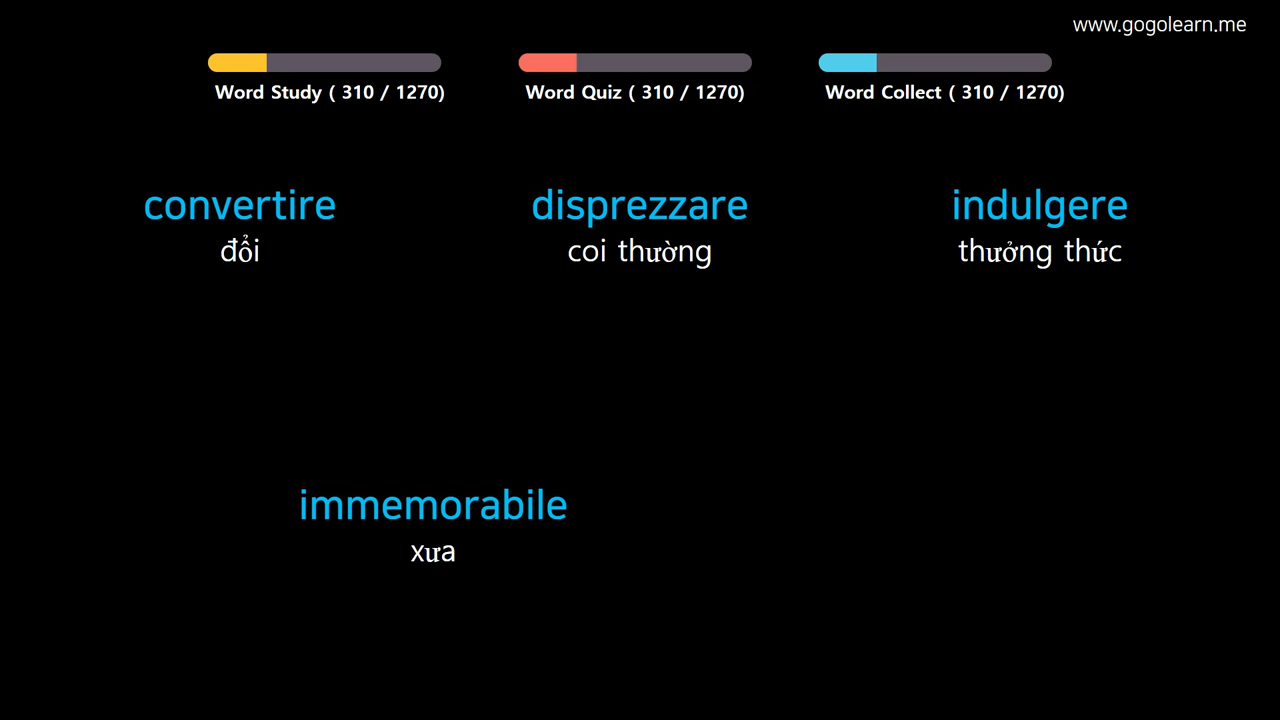 www.gogolearn.me
Word Study ( 310 / 1270)
Word Quiz ( 310 / 1270)
Word Collect ( 310 / 1270)
convertire
đổi
disprezzare
coi thường
indulgere
thưởng thức
immemorabile
xưa